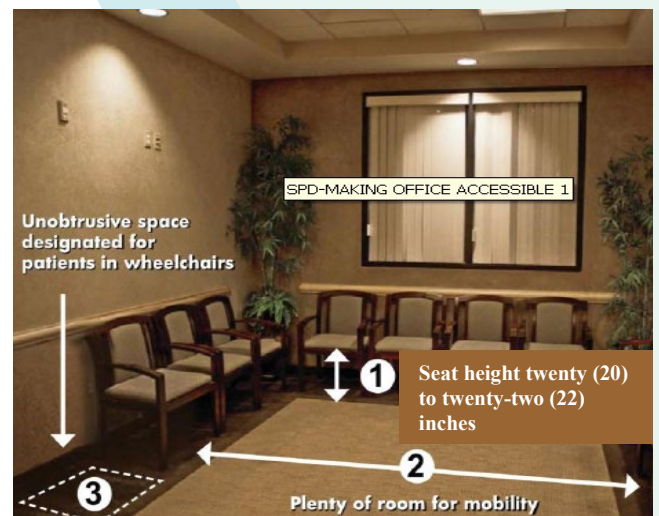 SPD-MAKING OFFICE ACCESSIBLE 1
Unobtrusive space
designated for
patients in wheelchairs
1
Seat height twenty (20)
to twenty-two (22)
inches
2
3
Plenty of room for mobility